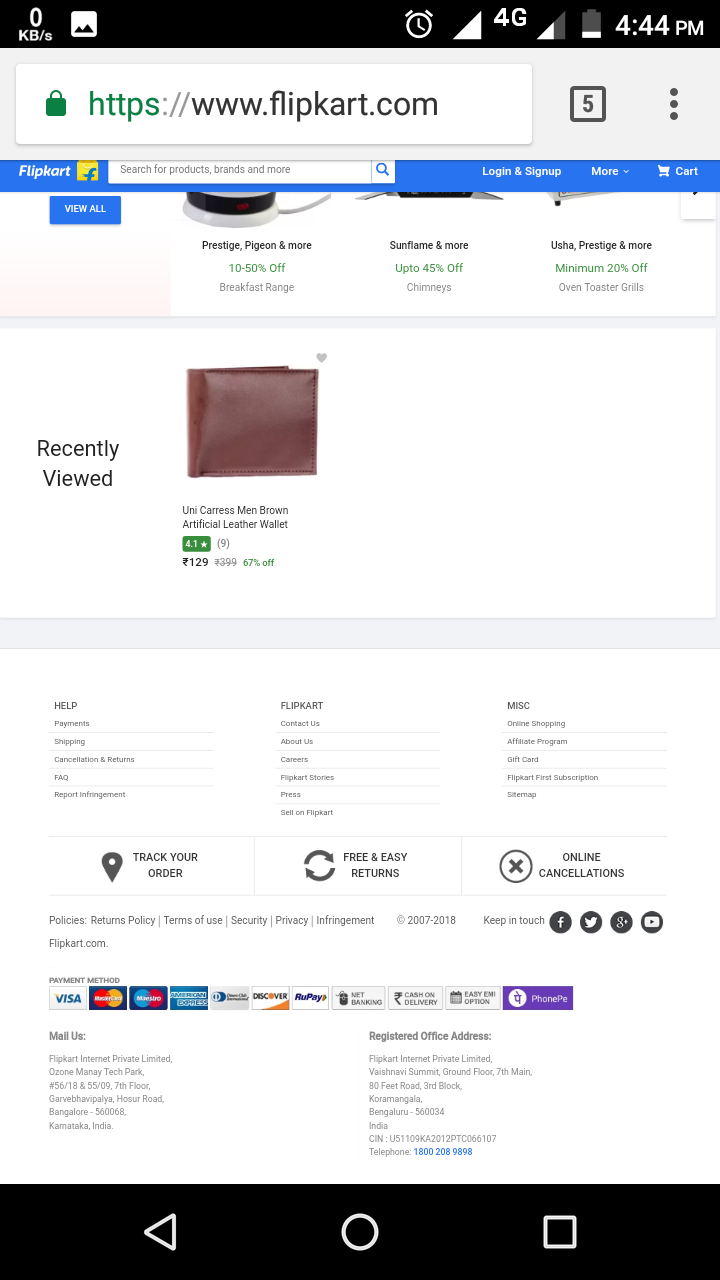 0
KB/s
4G
4:44 PM
https://www.flipkart.com
5
Flipkart
Search for products, brands and more
Login & Signup
More
Cart
VIEW ALL
Prestige, Pigeon & more
Sunflame & more
Usha, Prestige & more
10-50% Off
Upto 45% Off
Minimum 20% Off
Breakfast Range
Chimneys
Oven Toaster Grills
Recently
Viewed
Uni Carress Men Brown
Artificial Leather Wallet
4.1 ★ (9)
₹129 ₹399 67% off
HELP
Payments
Shipping
Cancellation & Returns
FAQ
Report Infringement
FLIPKART
Contact Us
About Us
Careers
Flipkart Stories
Press
Sell on Flipkart
MISC
Online Shopping
Affiliate Program
Gift Card
Flipkart First Subscription
Sitemap
TRACK YOUR
ORDER
FREE & EASY
RETURNS
ONLINE
CANCELLATIONS
Policies: Returns Policy | Terms of use | Security | Privacy | Infringement
© 2007-2018
Flipkart.com.
Keep in touch
PAYMENT METHOD
VISA
MasterCard
Maestro
AMERICAN
EXPRESS
Diners Club
International
DISCOVER
RuPay
NET
BANKING
₹ CASH ON
DELIVERY
EASY EMI
OPTION
PhonePe
Mail Us:
Flipkart Internet Private Limited,
Ozone Manay Tech Park,
#56/18 & 55/09, 7th Floor,
Garvebhavipalya, Hosur Road,
Bangalore - 560068,
Karnataka, India.
Registered Office Address:
Flipkart Internet Private Limited,
Vaishnavi Summit, Ground Floor, 7th Main,
80 Feet Road, 3rd Block,
Koramangala,
Bengaluru - 560034
India
CIN : U51109KA2012PTC066107
Telephone: 1800 208 9898